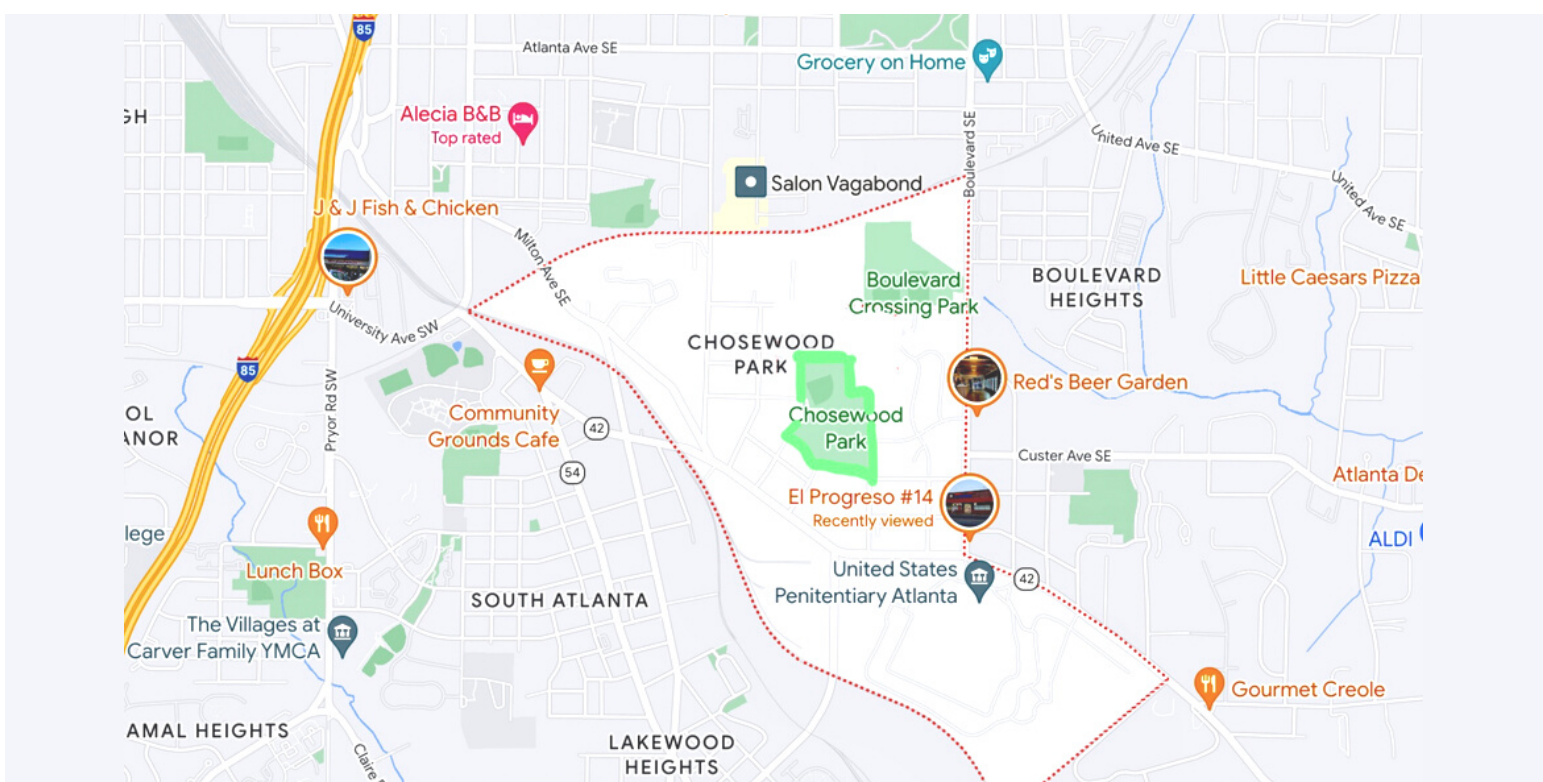 85
Atlanta Ave SE
Grocery on Home
GH
Alecia B&B
Top rated
Boulevard SE
United Ave SE
Salon Vagabond
United Ave SE
J & J Fish & Chicken
Milton Ave SE
Boulevard
Crossing Park
BOULEVARD
HEIGHTS
Little Caesars Pizza
University Ave SW
CHOSEWOOD
PARK
85
Pryor Rd SW
Red's Beer Garden
OL
ANOR
Community
Grounds Cafe
42
Chosewood
Park
54
Custer Ave SE
Atlanta De
El Progreso #14
Recently viewed
llege
ALDI
Lunch Box
United States
Penitentiary Atlanta
42
SOUTH ATLANTA
The Villages at
Carver Family YMCA
Gourmet Creole
AMAL HEIGHTS
LAKEWOOD
HEIGHTS
Claire